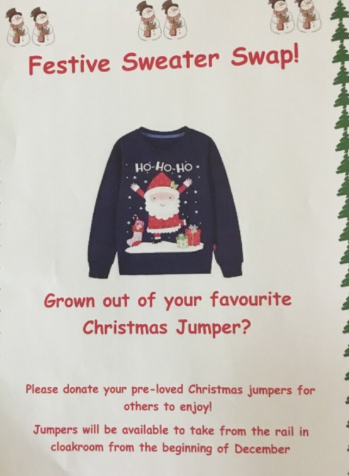 Festive Sweater Swap!
HO-HO-HO
Grown out of your favourite
Christmas Jumper?
Please donate your pre-loved Christmas jumpers for
others to enjoy!
Jumpers will be available to take from the rail in
cloakroom from the beginning of December